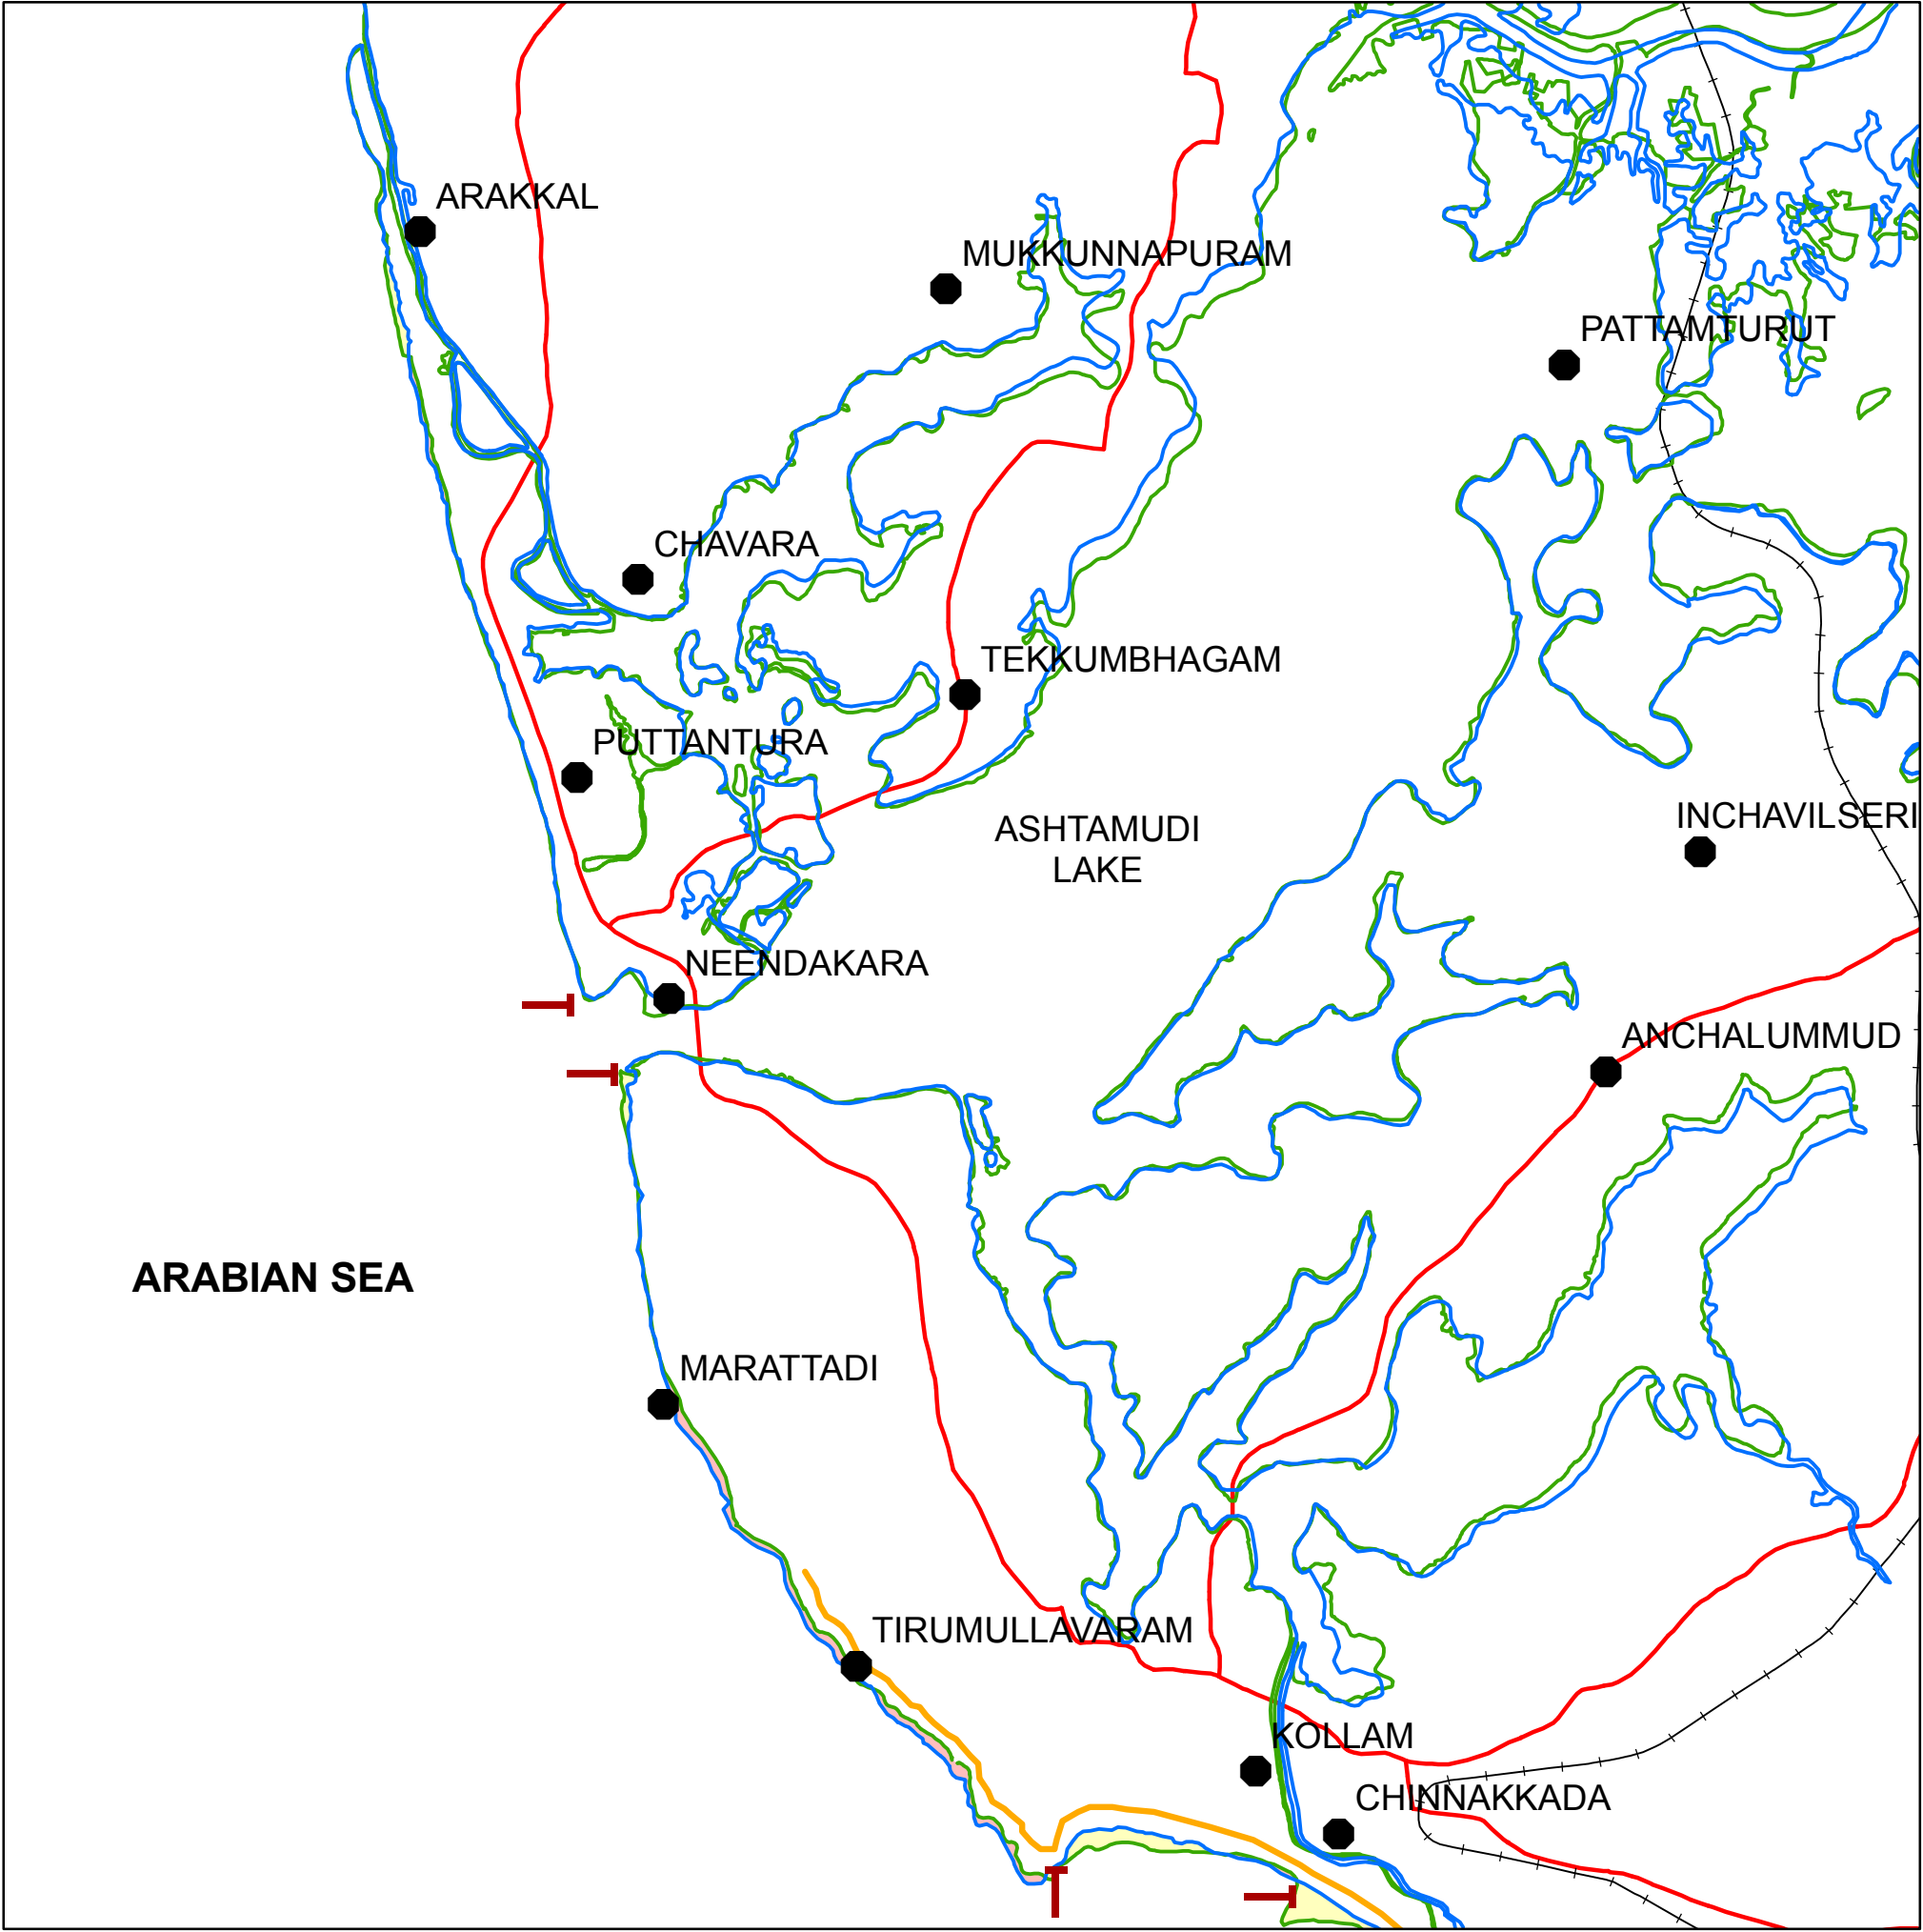 ARAKKAL
MUKKUNNAPURAM
PATTAMTURUT
CHAVARA
TEKKUMBHAGAM
PUTTANTURA
INCHAVILSERI
ASHTAMUDI
LAKE
NEENDAKARA
ANCHALUMMUD
ARABIAN SEA
MARATTADI
TIRUMULLAVARAM
KOLLAM
CHINNAKKADA